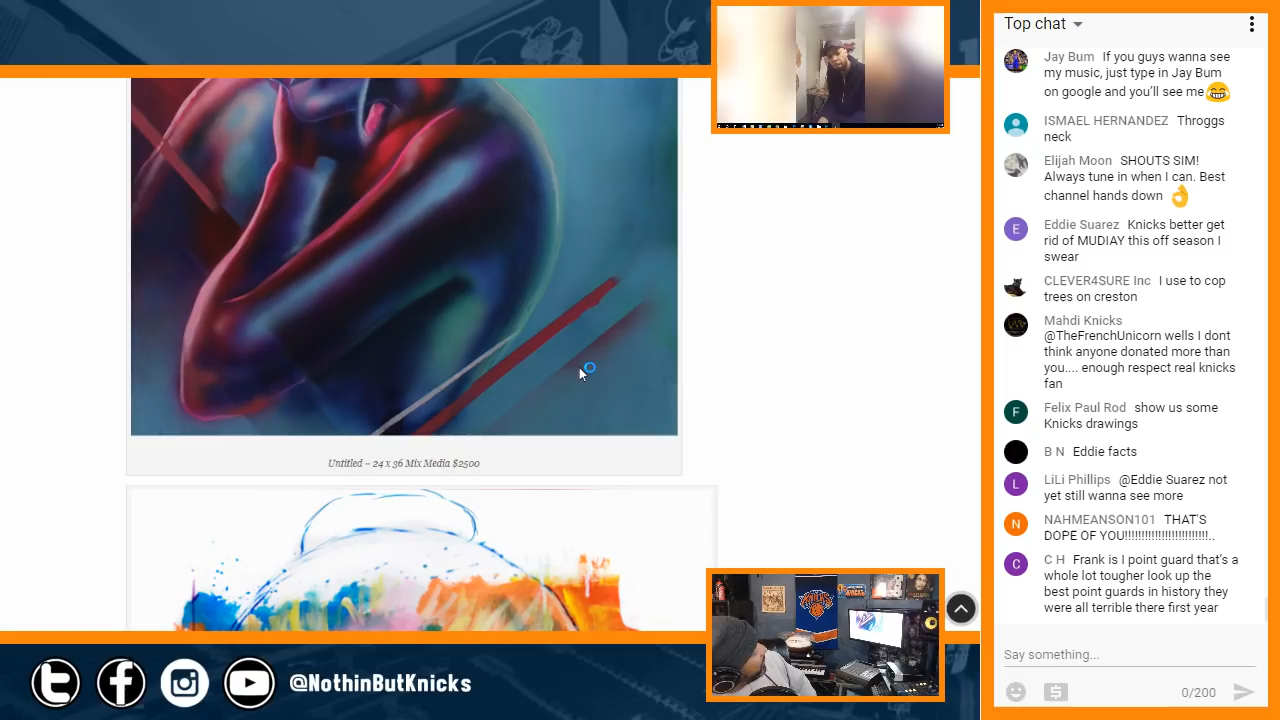 Top chat
Jay Bum If you guys wanna see
my music, just type in Jay Bum
on google and you'll see me
ISMAEL HERNANDEZ Throggs
neck
Elijah Moon SHOUTS SIM!
Always tune in when I can. Best
channel hands down
E
Eddie Suarez Knicks better get
rid of MUDIAY this off season I
swear
CLEVER4SURE Inc I use to cop
trees on creston
Mahdi Knicks
@TheFrenchUnicorn wells I dont
think anyone donated more than
you.... enough respect real knicks
fan
F
Felix Paul Rod show us some
Knicks drawings
B N Eddie facts
L
LiLi Phillips @Eddie Suarez not
yet still wanna see more
N
NAHMEANSON101 THAT'S
DOPE OF YOU!!!!!!!!!!!!!!!!!!!!!!!!!!..
C
C H Frank is I point guard that's a
whole lot tougher look up the
best point guards in history they
were all terrible there first year
Say something...
0/200
Untitled – 24 x 36 Mix Media $2500
KNICKS
@NothinButKnicks